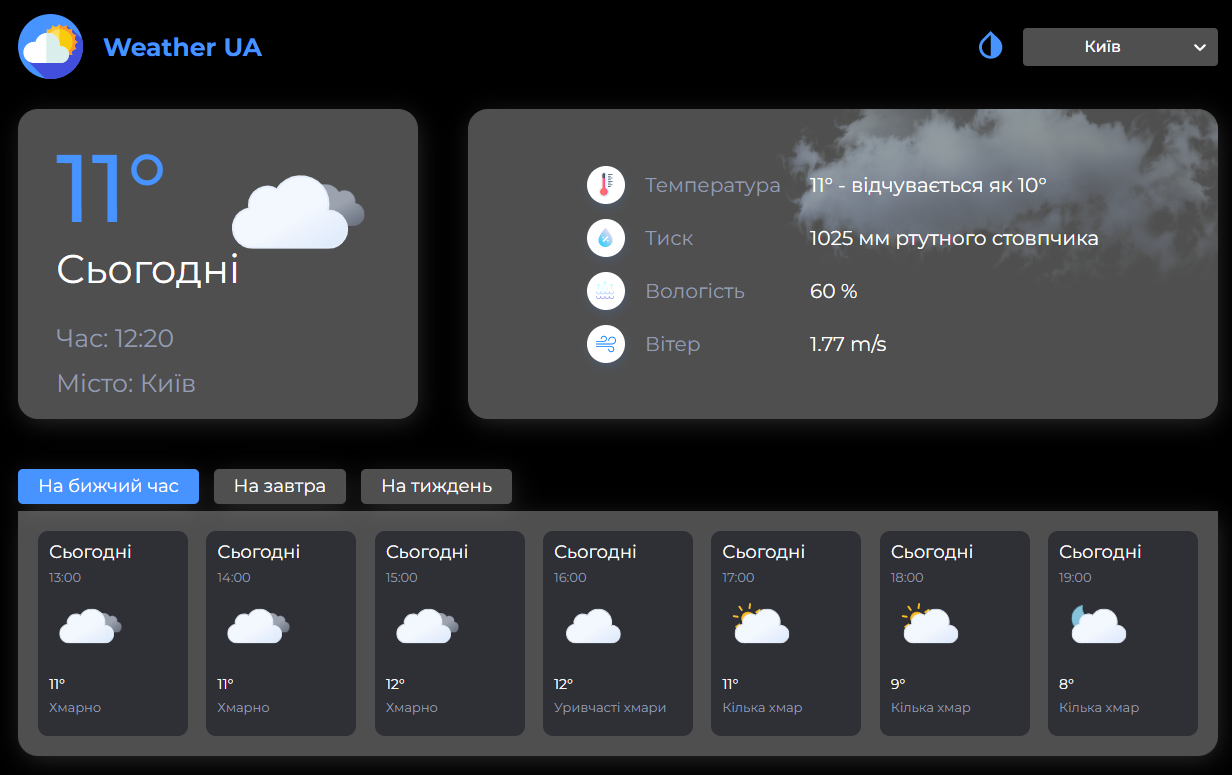 Weather UA
Київ
11°
Сьогодні
Час: 12:20
Місто: Київ
Температура 11° - відчувається як 10°
Тиск 1025 мм ртутного стовпчика
Вологість 60 %
Вітер 1.77 m/s
На бижчий час На завтра На тиждень
Сьогодні Сьогодні Сьогодні Сьогодні Сьогодні Сьогодні Сьогодні
13:00 14:00 15:00 16:00 17:00 18:00 19:00
11° 11° 12° 12° 11° 9° 8°
Хмарно Хмарно Хмарно Уривчасті хмари Кілька хмар Кілька хмар Кілька хмар